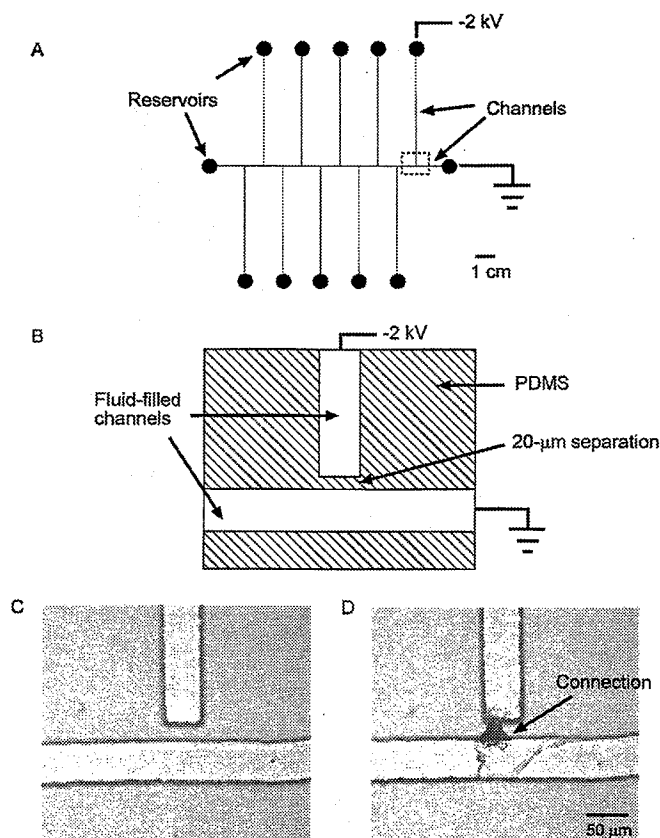 A
-2 kV
Reservoirs
Channels
1 cm
B
-2 kV
PDMS
Fluid-filled
channels
20-μm separation
C
D
Connection
50 μm